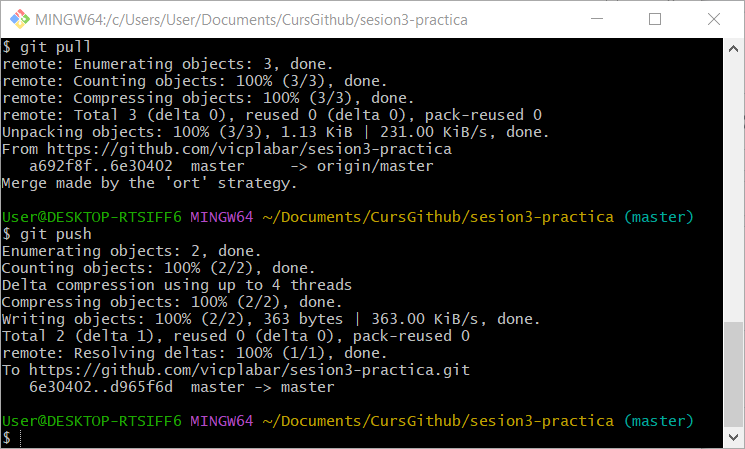 MINGW64:/c/Users/User/Documents/CursGithub/sesion3-practica
$ git pull
remote: Enumerating objects: 3, done.
remote: Counting objects: 100% (3/3), done.
remote: Compressing objects: 100% (3/3), done.
remote: Total 3 (delta 0), reused 0 (delta 0), pack-reused 0
Unpacking objects: 100% (3/3), 1.13 KiB | 231.00 KiB/s, done.
From https://github.com/vicplabar/sesion3-practica
   a692f8f..6e30402  master     -> origin/master
Merge made by the 'ort' strategy.
User@DESKTOP-RTSIFF6 MINGW64 ~/Documents/CursGithub/sesion3-practica (master)
$ git push
Enumerating objects: 2, done.
Counting objects: 100% (2/2), done.
Delta compression using up to 4 threads
Compressing objects: 100% (2/2), done.
Writing objects: 100% (2/2), 363 bytes | 363.00 KiB/s, done.
Total 2 (delta 1), reused 0 (delta 0), pack-reused 0
remote: Resolving deltas: 100% (1/1), done.
To https://github.com/vicplabar/sesion3-practica.git
   6e30402..d965f6d  master -> master
User@DESKTOP-RTSIFF6 MINGW64 ~/Documents/CursGithub/sesion3-practica (master)
$